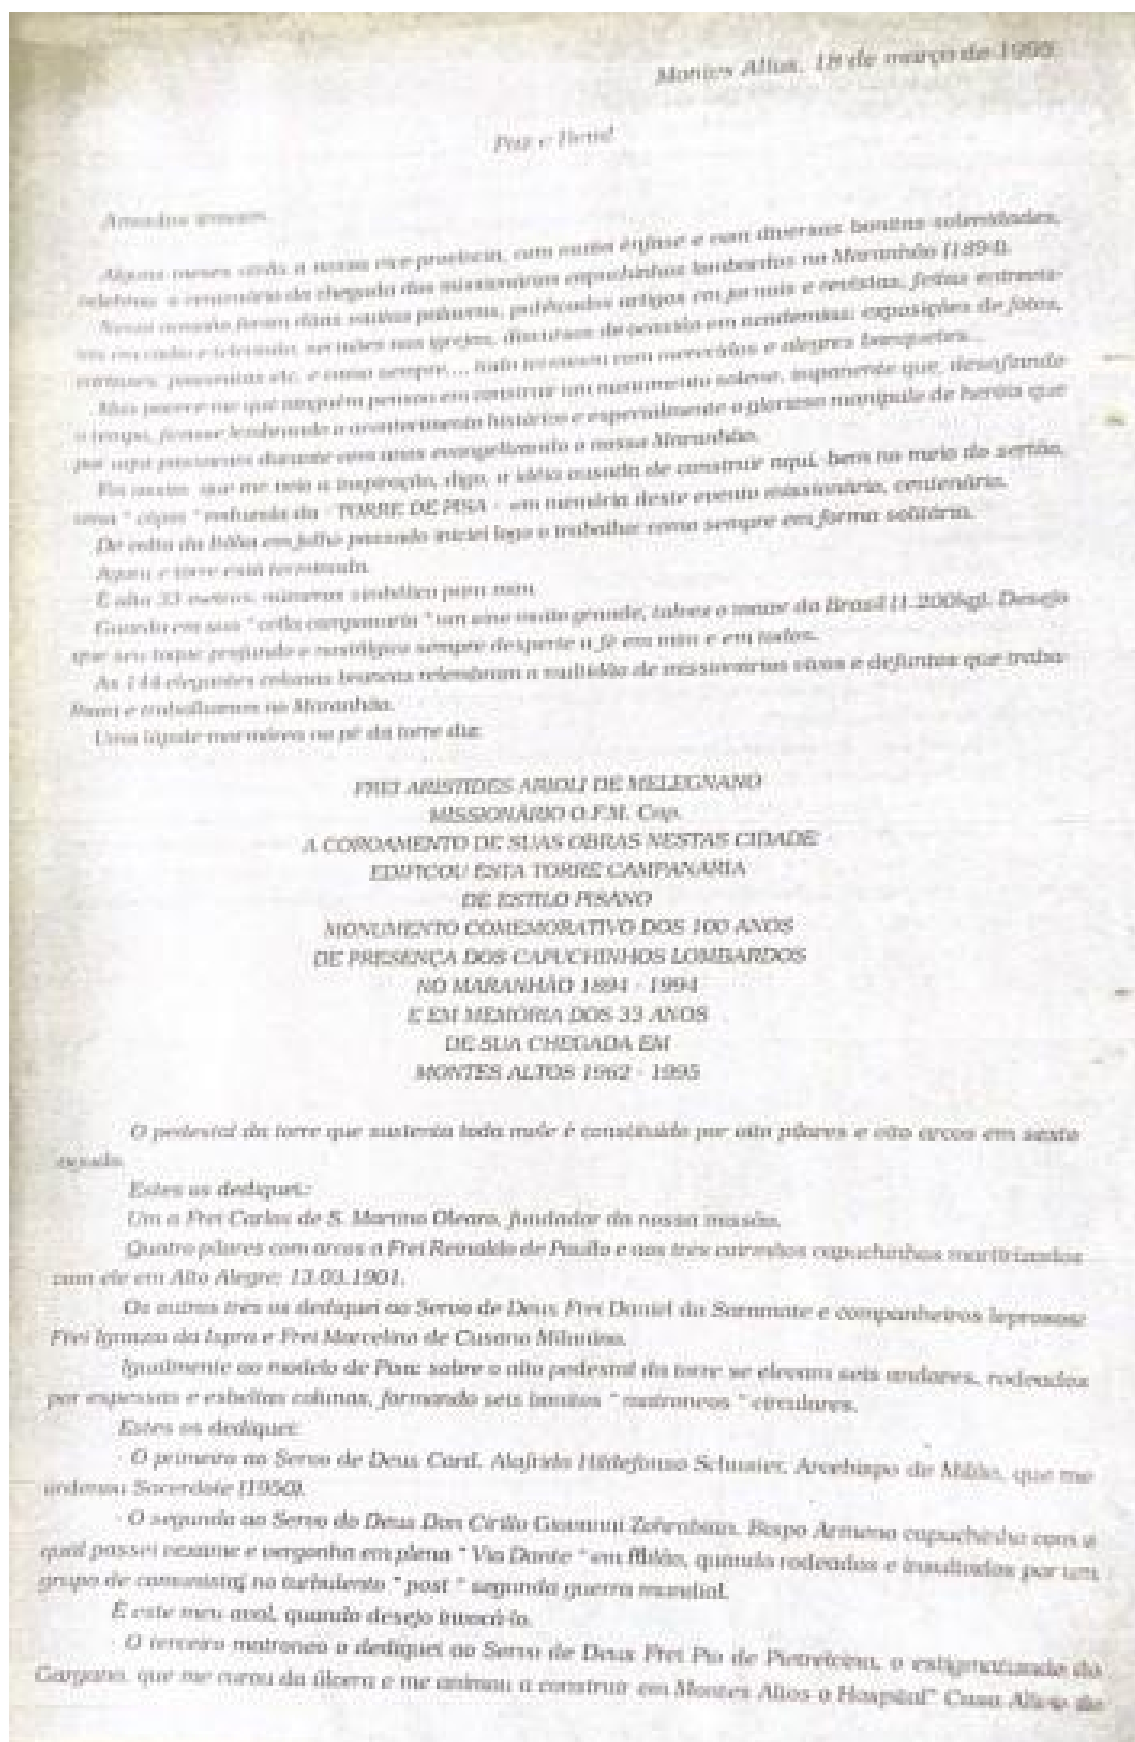 Montes Altos, 18 de março de 1995
Paz e Bem!
Amados irmãos,
Alguns meses atrás a nossa vice província, com muita ênfase e com diversas bonitas solenidades,
celebrou o centenário da chegada dos missionários capuchinhos lombardos no Maranhão (1894).
Nessa ocasião foram ditas muitas palavras, publicados artigos em jornais e revistas, feitas entrevis-
tas em rádio e televisão, sermões nas igrejas, discursos de ocasião em academias; exposições de fotos,
passeatas etc. e como sempre.... tudo terminou com merecidos e alegres banquetes...
Mas parece me que ninguém pensou em construir um monumento solene, imponente que, desafiando
o tempo, ficasse lembrando o acontecimento histórico e especialmente o glorioso manípulo de heróis que
por aqui passaram durante cem anos evangelizando o nosso Maranhão.
Foi assim que me veio a inspiração, digo, a idéia ousada de construir aqui, bem no meio do sertão,
uma " cópia " reduzida da - TORRE DE PISA - em memória deste evento missionário, centenário.
De volta da Itália em julho passado iniciei logo a trabalhar como sempre em forma solitária.
Agora a torre está terminada.
É alta 33 metros, números simbólico para mim.
Guarda em sua " cella campanaria " um sino muito grande, talvez o maior do Brasil (1.200kg). Desejo
que seu toque profundo e nostálgico sempre desperte a fé em mim e em todos.
As 144 elegantes colunas brancas relembram a multidão de missionários vivos e defuntos que traba-
lham e trabalharam no Maranhão.
Uma lápide marmórea ao pé da torre diz:
FREI ARISTIDES ARIOLI DE MELEGNANO
MISSIONÁRIO O.F.M. Cap.
A COROAMENTO DE SUAS OBRAS NESTAS CIDADE
EDIFICOU ESTA TORRE CAMPANARIA
DE ESTILO PISANO
MONUMENTO COMEMORATIVO DOS 100 ANOS
DE PRESENÇA DOS CAPUCHINHOS LOMBARDOS
NO MARANHÃO 1894 - 1994
E EM MEMÓRIA DOS 33 ANOS
DE SUA CHEGADA EM
MONTES ALTOS 1962 - 1995
O pedestal da torre que sustenta toda mole é constituído por oito pilares e oito arcos em sexto
agudo.
Estes os dediquei:
Um a Frei Carlos de S. Martino Olearo, fundador da nossa missão.
Quatro pilares com arcos a Frei Reinaldo de Paullo e aos três coirmãos capuchinhos martirizados
com ele em Alto Alegre: 13.03.1901.
Os outros três os dediquei ao Servo de Deus Frei Daniel da Samarate e companheiros leprosos:
Frei Ignazio da Ispra e Frei Marcelino de Cusano Milanino.
Igualmente ao modelo de Pisa: sobre o alto pedestal da torre se elevam seis andares, rodeados
por espessas e esbeltas colunas, formando seis bonitos " matroneos " circulares.
Estes os dediquei:
- O primeiro ao Servo de Deus Card. Alafrido Hildefonso Schuster, Arcebispo de Milão, que me
ordenou Sacerdote (1950).
- O segundo ao Servo do Deus Don Cirillo Giovanni Zohrabian, Bispo Armeno capuchinho com o
qual passei vexame e vergonha em plena " Via Dante " em Milão, quando rodeados e insultados por um
grupo de comunistas no turbulento " post " segunda guerra mundial.
É este meu aval, quando desejo invocá-lo.
- O terceiro matroneo o dediquei ao Servo de Deus Frei Pio de Pietrelcina, o estigmatizado do
Gargano, que me curou da úlcera e me animou a construir em Montes Altos o Hospital" Casa Alívio do